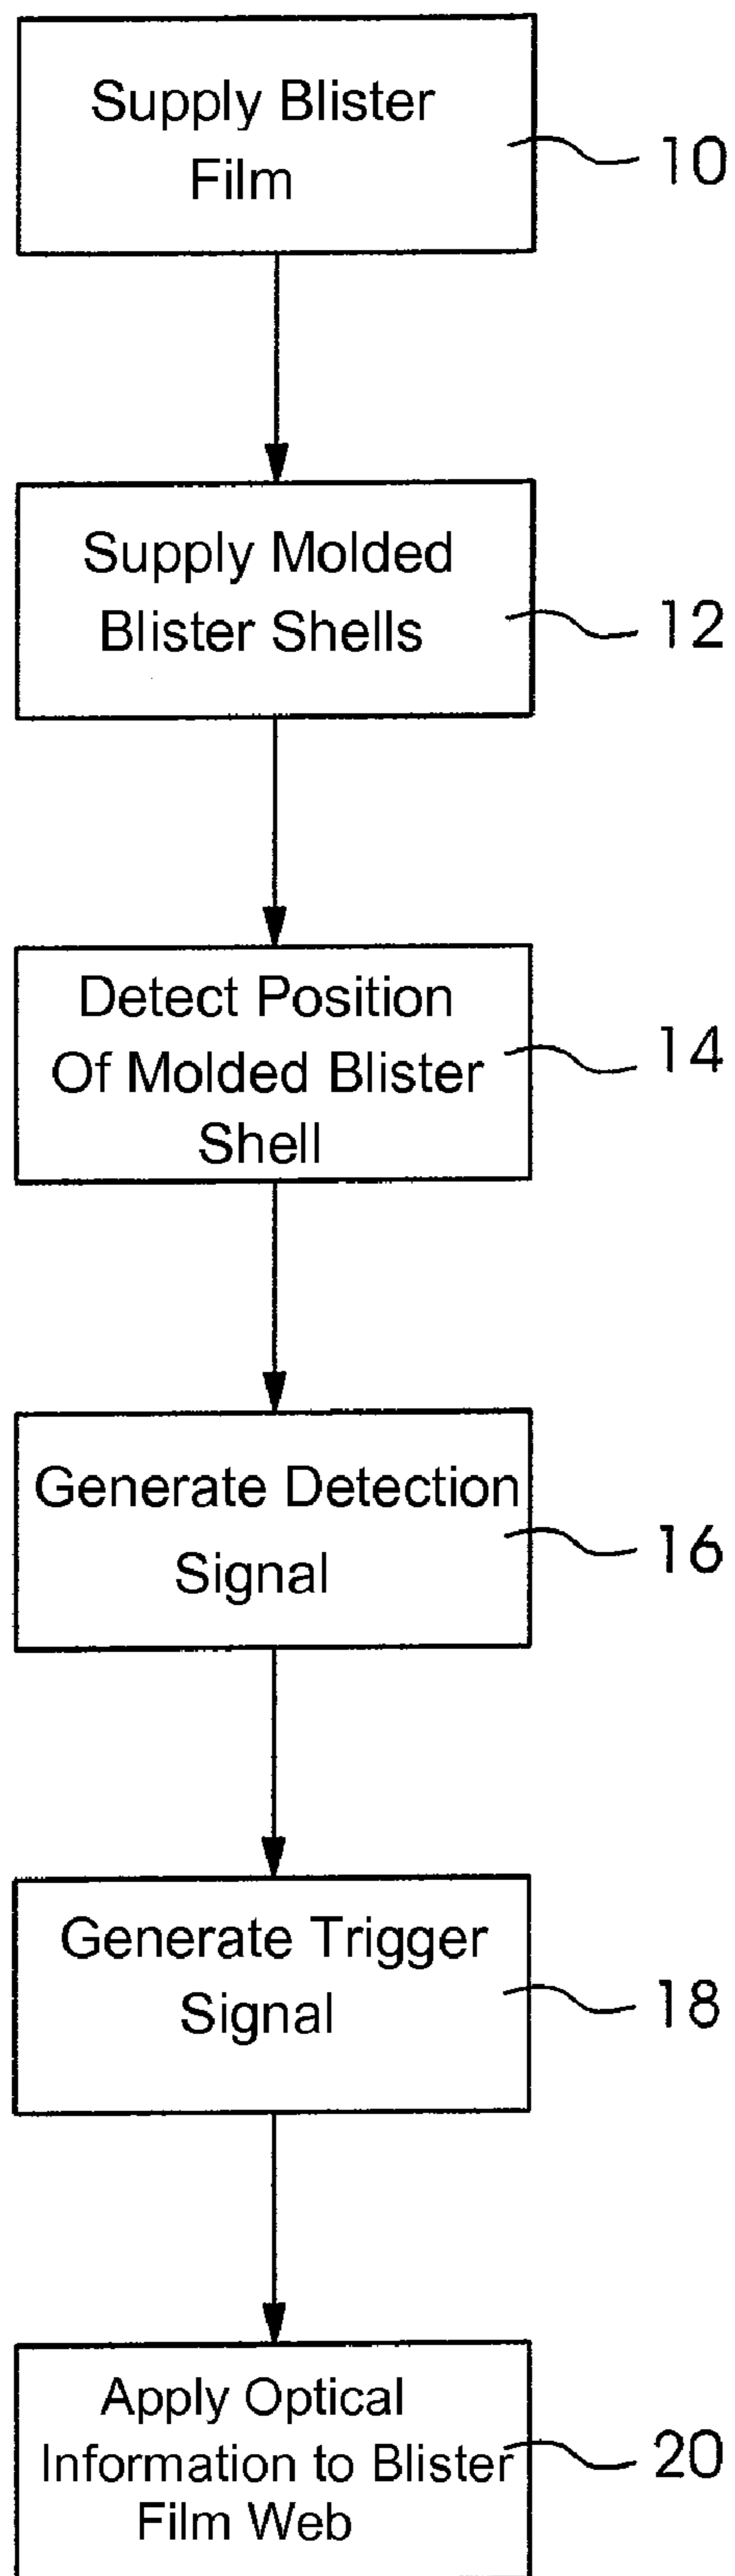 Supply Blister
Film
10
Supply Molded
Blister Shells
12
Detect Position
Of Molded Blister
Shell
14
Generate Detection
Signal
16
Generate Trigger
Signal
18
Apply Optical
Information to Blister
Film Web
20